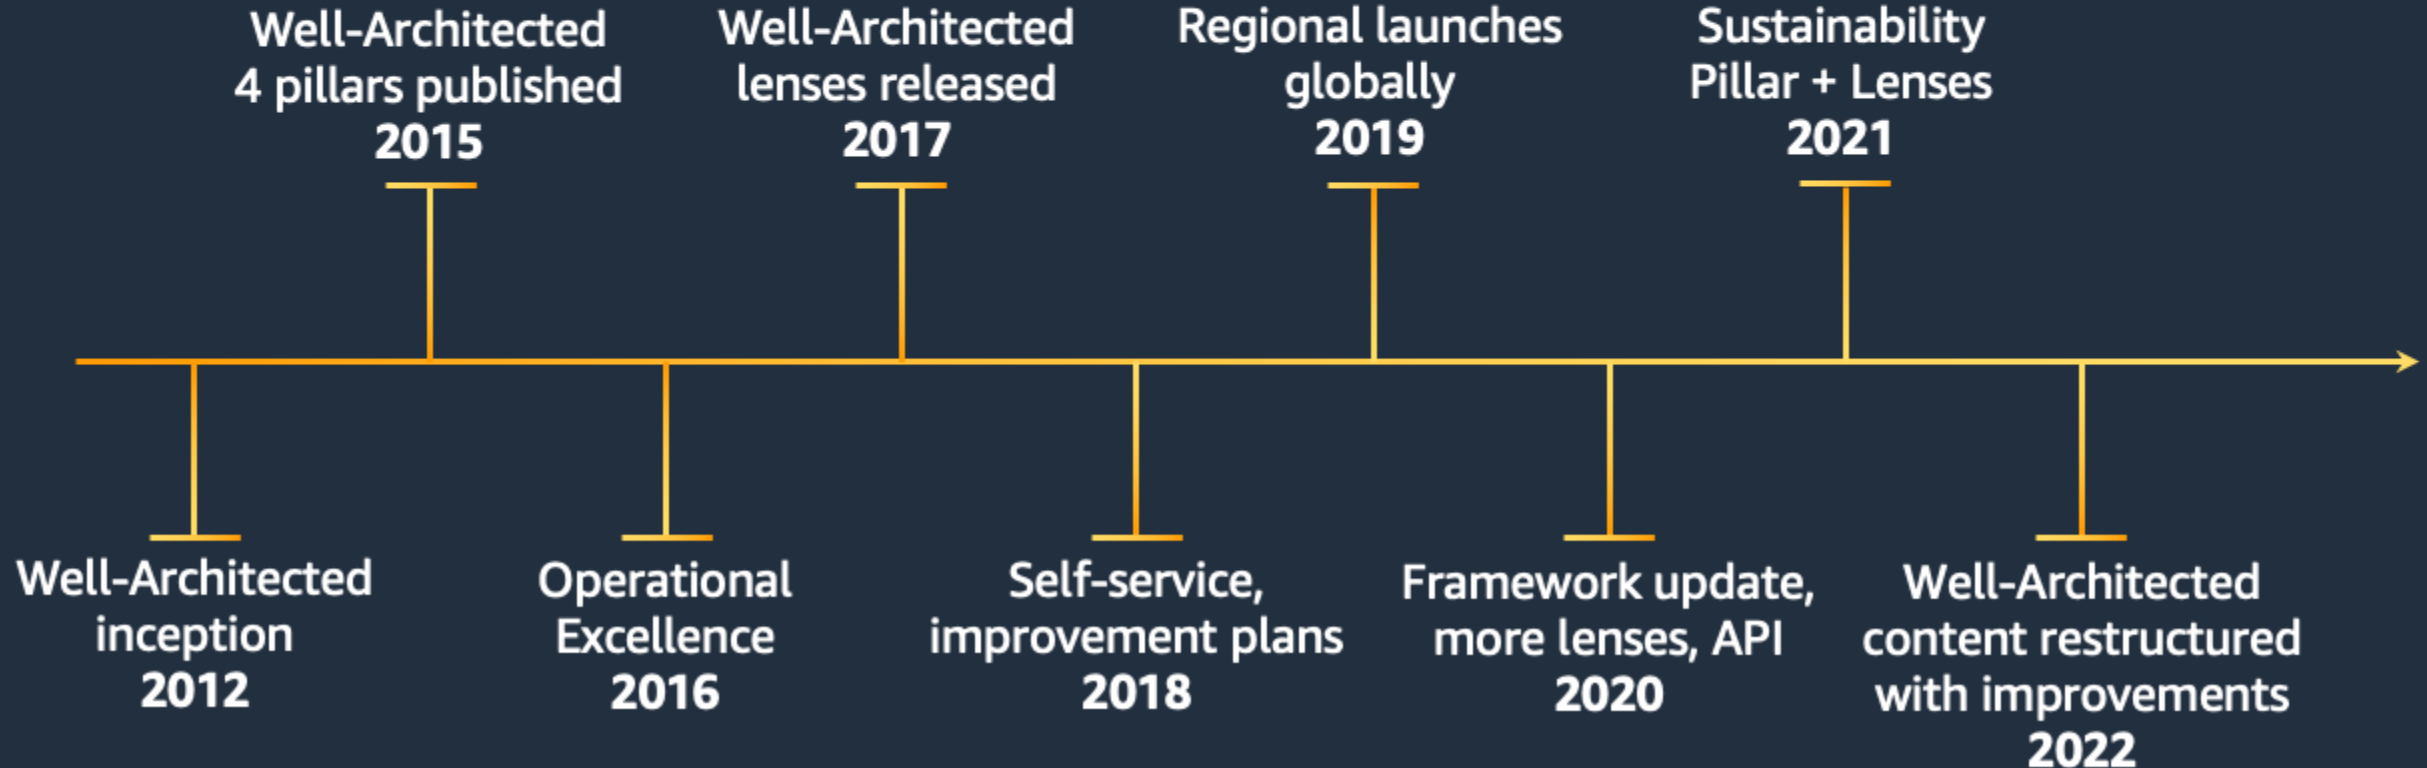 Well-Architected
4 pillars published
2015
Well-Architected
lenses released
2017
Regional launches
globally
2019
Sustainability
Pillar + Lenses
2021
Well-Architected
inception
2012
Operational
Excellence
2016
Self-service,
improvement plans
2018
Framework update,
more lenses, API
2020
Well-Architected
content restructured
with improvements
2022